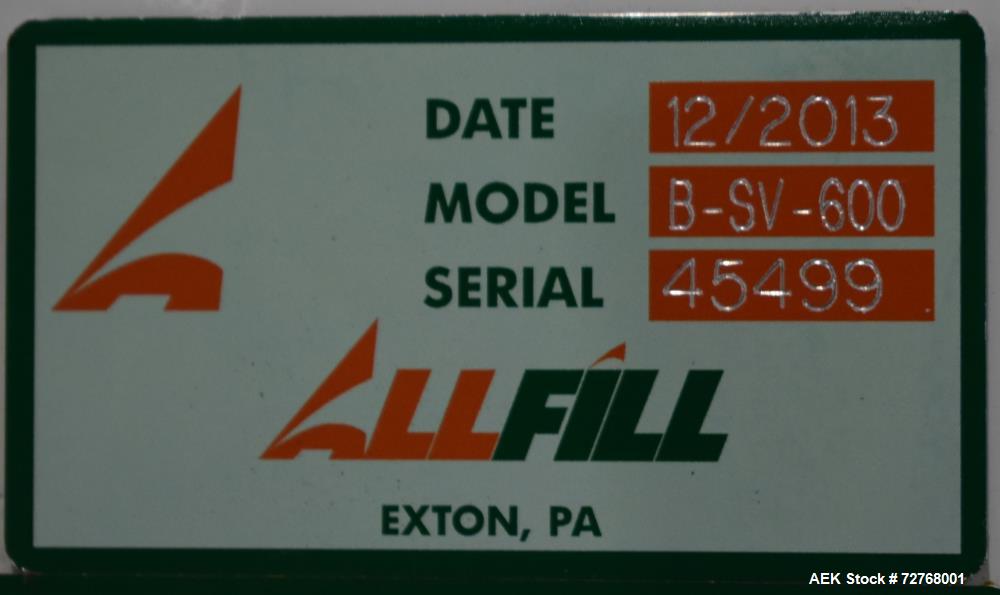 DATE 12/2013
MODEL B-SV-600
SERIAL 45499
ALLFILL
EXTON, PA
AEK Stock # 72768001